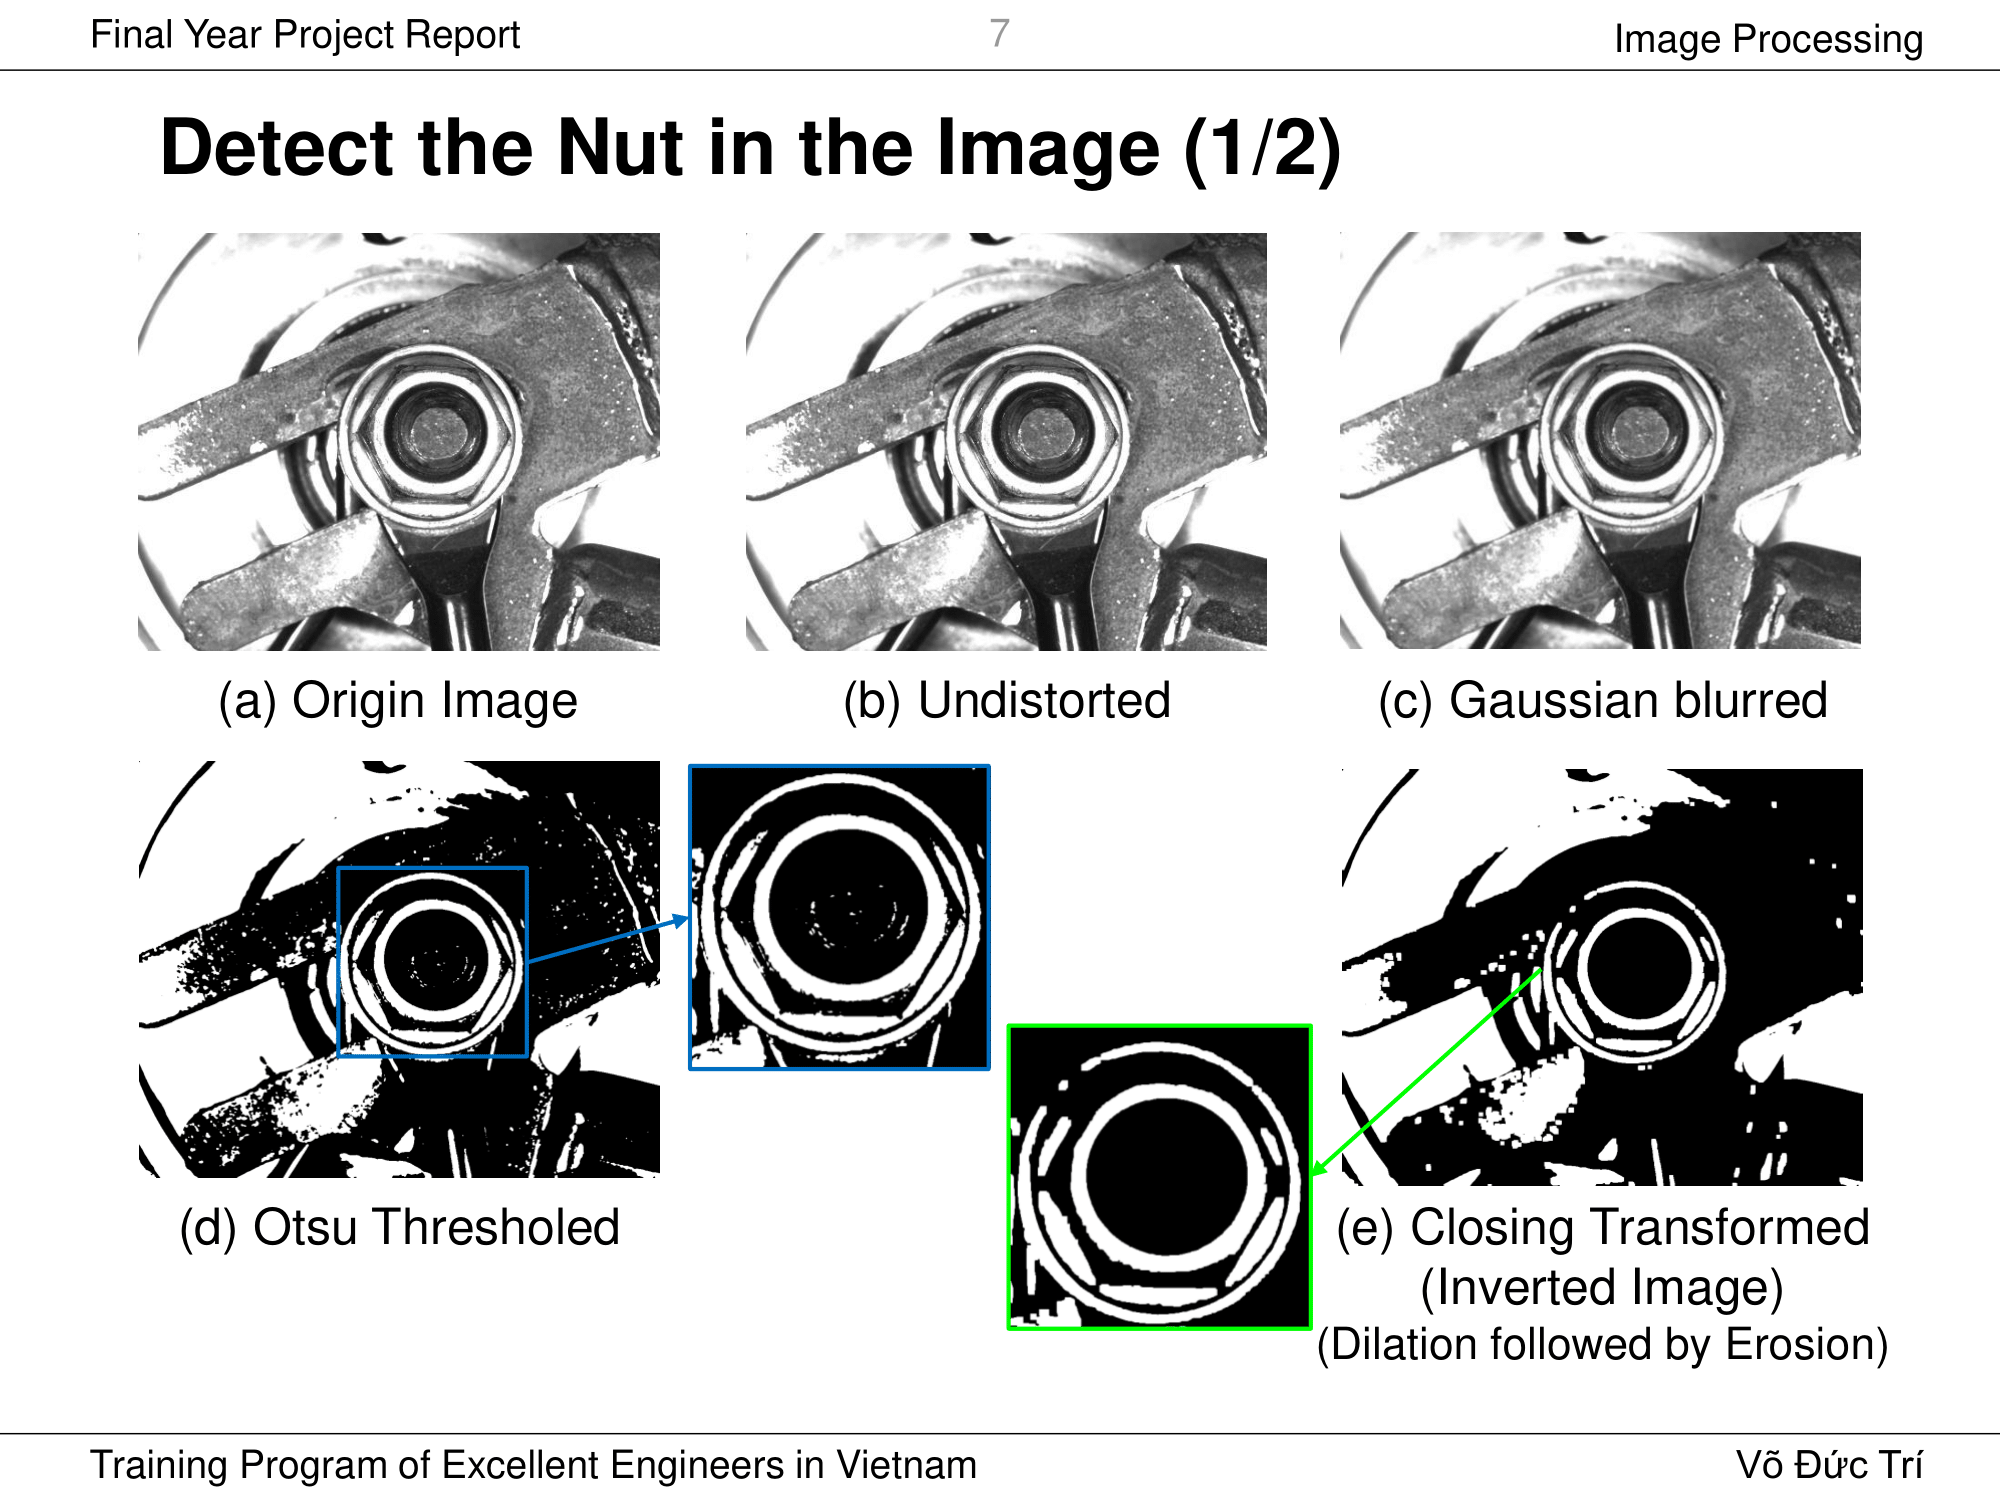 Final Year Project Report
7
Image Processing
Detect the Nut in the Image (1/2)
(a) Origin Image
(b) Undistorted
(c) Gaussian blurred
(d) Otsu Thresholed
(e) Closing Transformed
(Inverted Image)
(Dilation followed by Erosion)
Training Program of Excellent Engineers in Vietnam
Võ Đức Trí